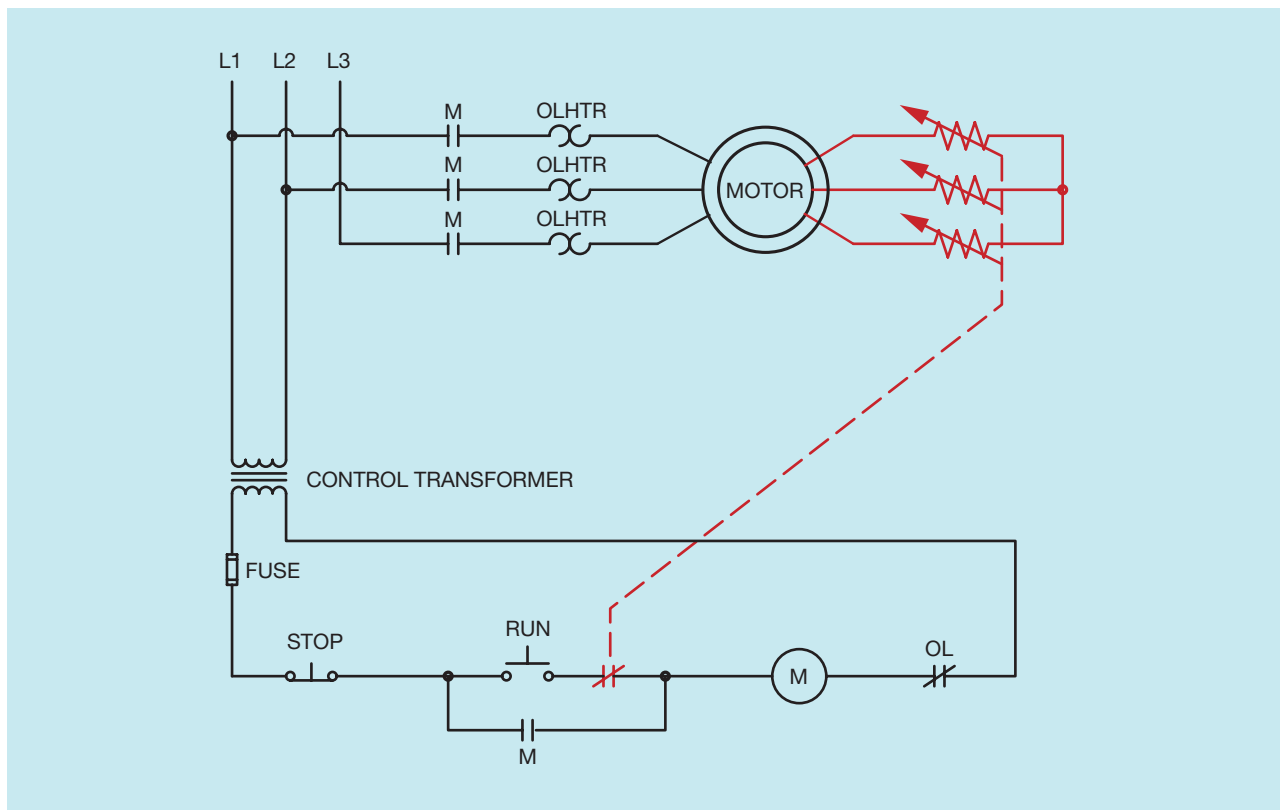 L1 L2 L3
M OLHTR
M OLHTR
MOTOR
M OLHTR
CONTROL TRANSFORMER
FUSE
STOP RUN OL
M
M